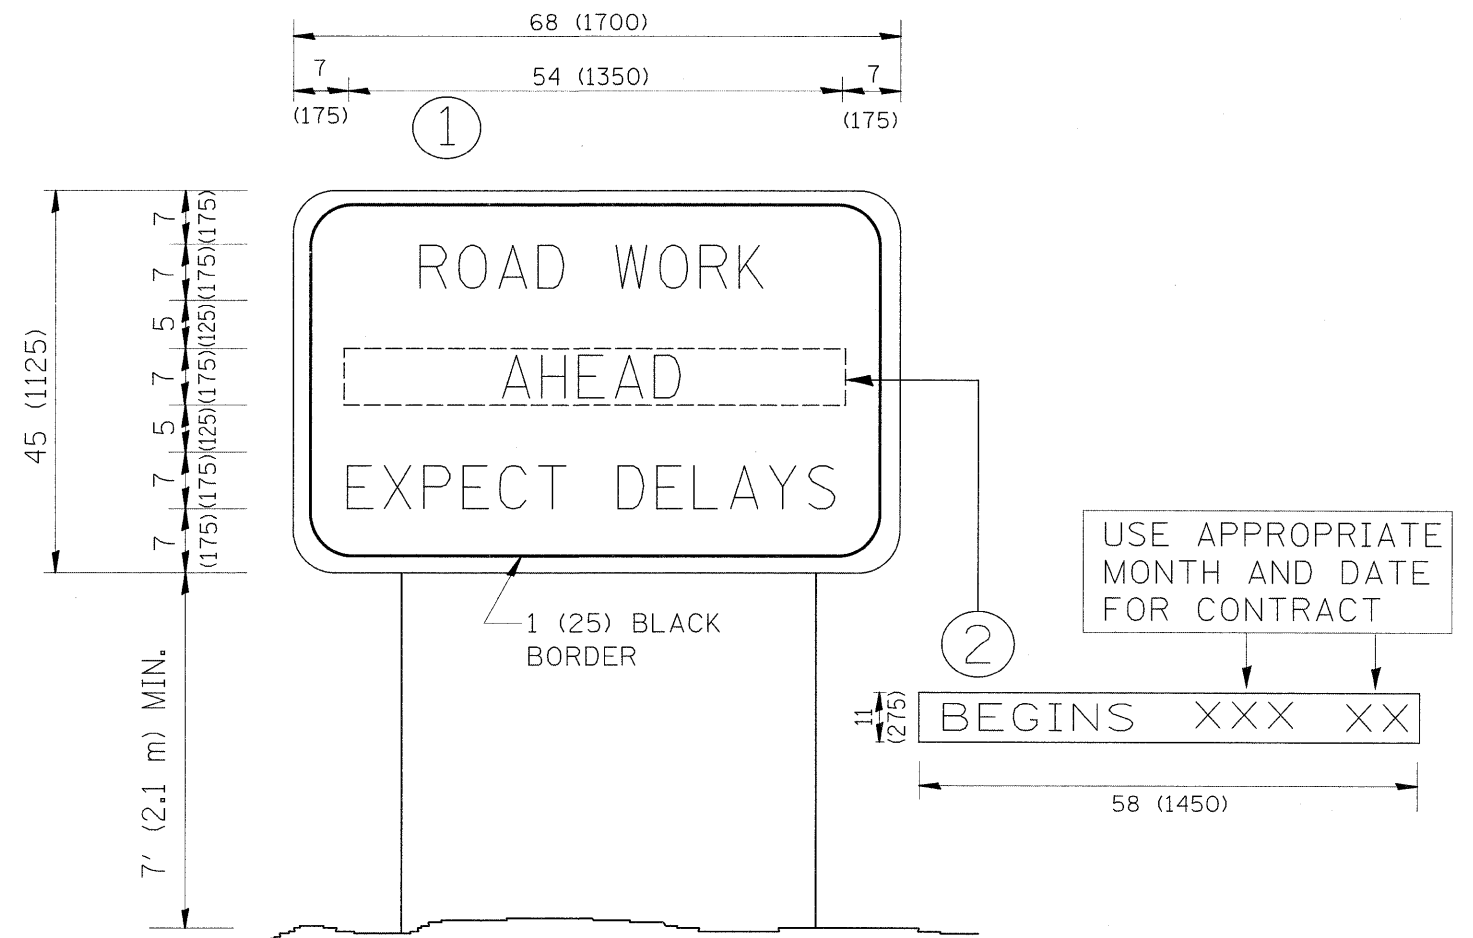 68 (1700)
7
54 (1350)
7
(175)
(175)
1
45 (1125)
7
(175)
7
(175)
5
(125)
7
(175)
5
(125)
7
(175)
7
(175)
ROAD WORK
AHEAD
EXPECT DELAYS
1 (25) BLACK
BORDER
7' (2.1 m) MIN.
2
USE APPROPRIATE
MONTH AND DATE
FOR CONTRACT
11
(275)
BEGINS XXX XX
58 (1450)